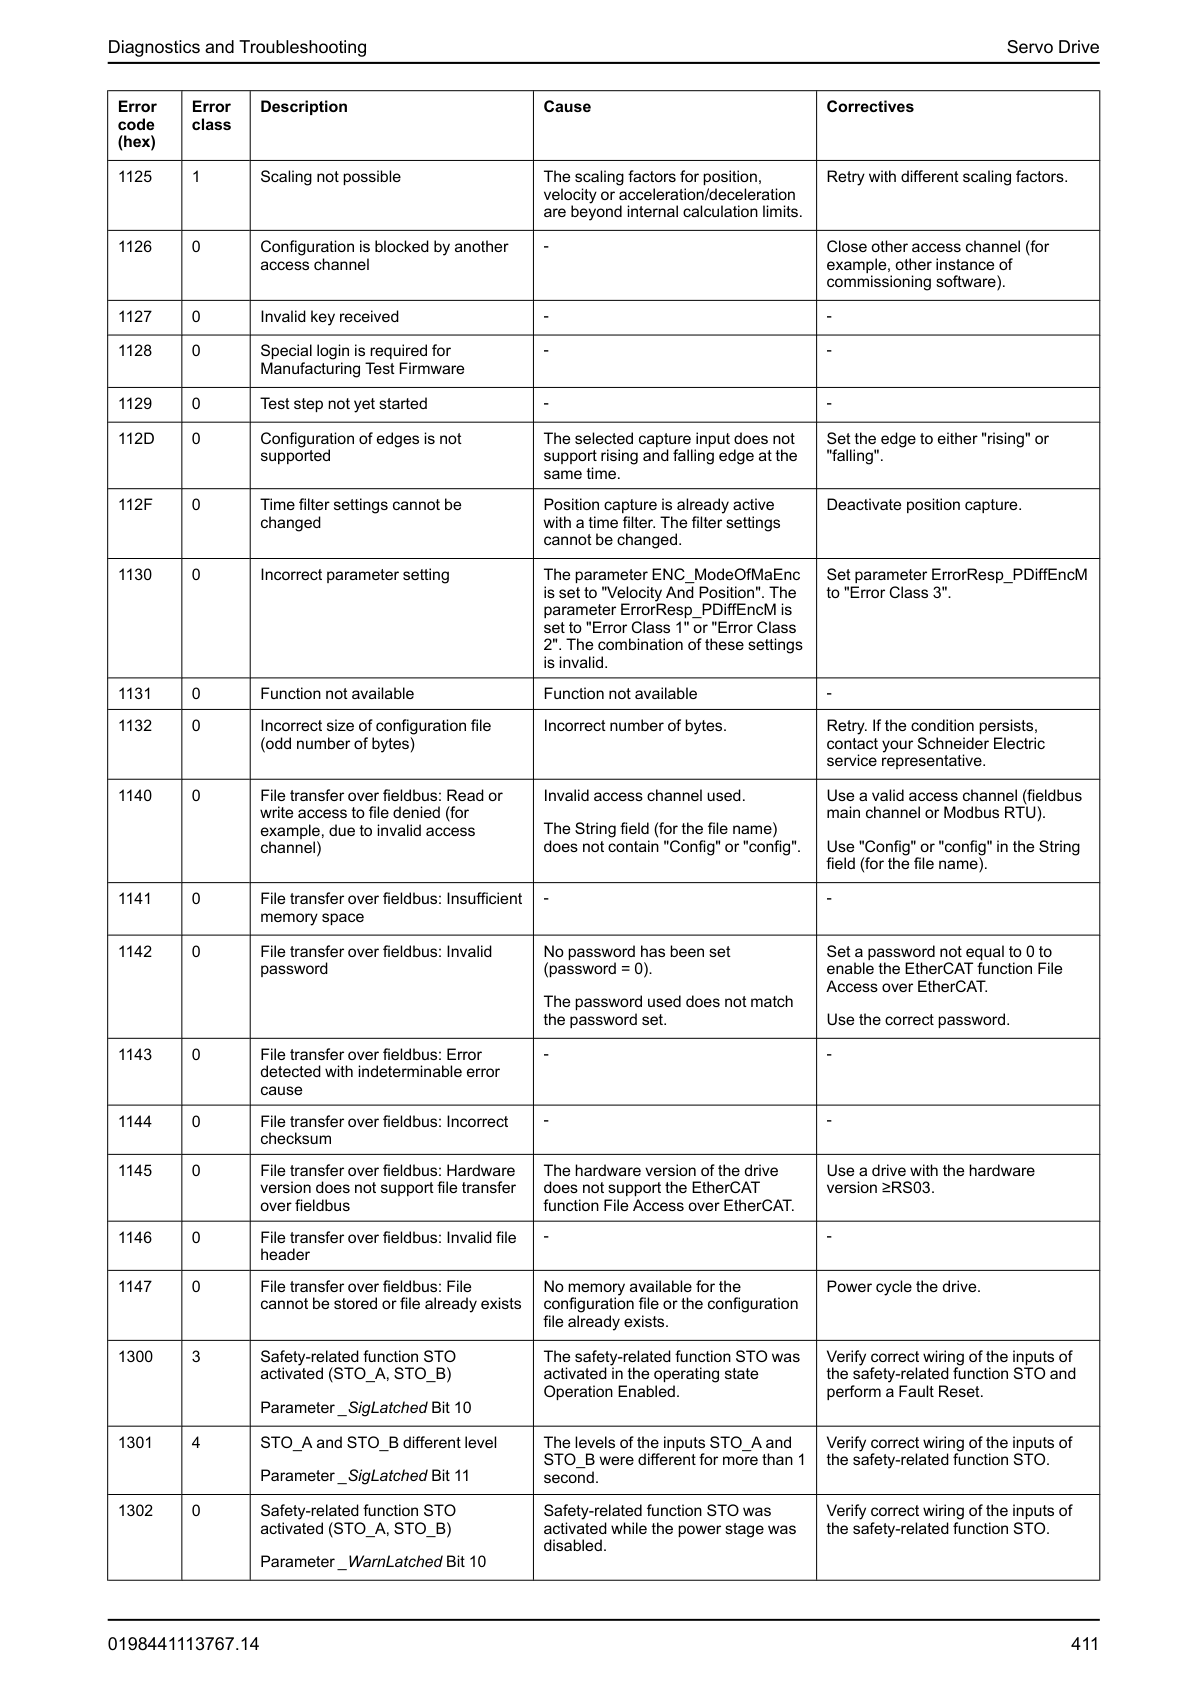 Diagnostics and Troubleshooting
Servo Drive
Error code (hex)
Error class
Description
Cause
Correctives
1125
1
Scaling not possible
The scaling factors for position,
velocity or acceleration/deceleration
are beyond internal calculation limits.
Retry with different scaling factors.
1126
0
Configuration is blocked by another
access channel
-
Close other access channel (for
example, other instance of
commissioning software).
1127
0
Invalid key received
-
-
1128
0
Special login is required for
Manufacturing Test Firmware
-
-
1129
0
Test step not yet started
-
-
112D
0
Configuration of edges is not
supported
The selected capture input does not
support rising and falling edge at the
same time.
Set the edge to either "rising" or
"falling".
112F
0
Time filter settings cannot be
changed
Position capture is already active
with a time filter. The filter settings
cannot be changed.
Deactivate position capture.
1130
0
Incorrect parameter setting
The parameter ENC_ModeOfMaEnc
is set to "Velocity And Position". The
parameter ErrorResp_PDiffEncM is
set to "Error Class 1" or "Error Class
2". The combination of these settings
is invalid.
Set parameter ErrorResp_PDiffEncM
to "Error Class 3".
1131
0
Function not available
Function not available
-
1132
0
Incorrect size of configuration file
(odd number of bytes)
Incorrect number of bytes.
Retry. If the condition persists,
contact your Schneider Electric
service representative.
1140
0
File transfer over fieldbus: Read or
write access to file denied (for
example, due to invalid access
channel)
Invalid access channel used.
The String field (for the file name)
does not contain "Config" or "config".
Use a valid access channel (fieldbus
main channel or Modbus RTU).
Use "Config" or "config" in the String
field (for the file name).
1141
0
File transfer over fieldbus: Insufficient
memory space
-
-
1142
0
File transfer over fieldbus: Invalid
password
No password has been set
(password = 0).
The password used does not match
the password set.
Set a password not equal to 0 to
enable the EtherCAT function File
Access over EtherCAT.
Use the correct password.
1143
0
File transfer over fieldbus: Error
detected with indeterminable error
cause
-
-
1144
0
File transfer over fieldbus: Incorrect
checksum
-
-
1145
0
File transfer over fieldbus: Hardware
version does not support file transfer
over fieldbus
The hardware version of the drive
does not support the EtherCAT
function File Access over EtherCAT.
Use a drive with the hardware
version ≥RS03.
1146
0
File transfer over fieldbus: Invalid file
header
-
-
1147
0
File transfer over fieldbus: File
cannot be stored or file already exists
No memory available for the
configuration file or the configuration
file already exists.
Power cycle the drive.
1300
3
Safety-related function STO
activated (STO_A, STO_B)
Parameter _SigLatched Bit 10
The safety-related function STO was
activated in the operating state
Operation Enabled.
Verify correct wiring of the inputs of
the safety-related function STO and
perform a Fault Reset.
1301
4
STO_A and STO_B different level
Parameter _SigLatched Bit 11
The levels of the inputs STO_A and
STO_B were different for more than 1
second.
Verify correct wiring of the inputs of
the safety-related function STO.
1302
0
Safety-related function STO
activated (STO_A, STO_B)
Parameter _WarnLatched Bit 10
Safety-related function STO was
activated while the power stage was
disabled.
Verify correct wiring of the inputs of
the safety-related function STO.
0198441113767.14
411